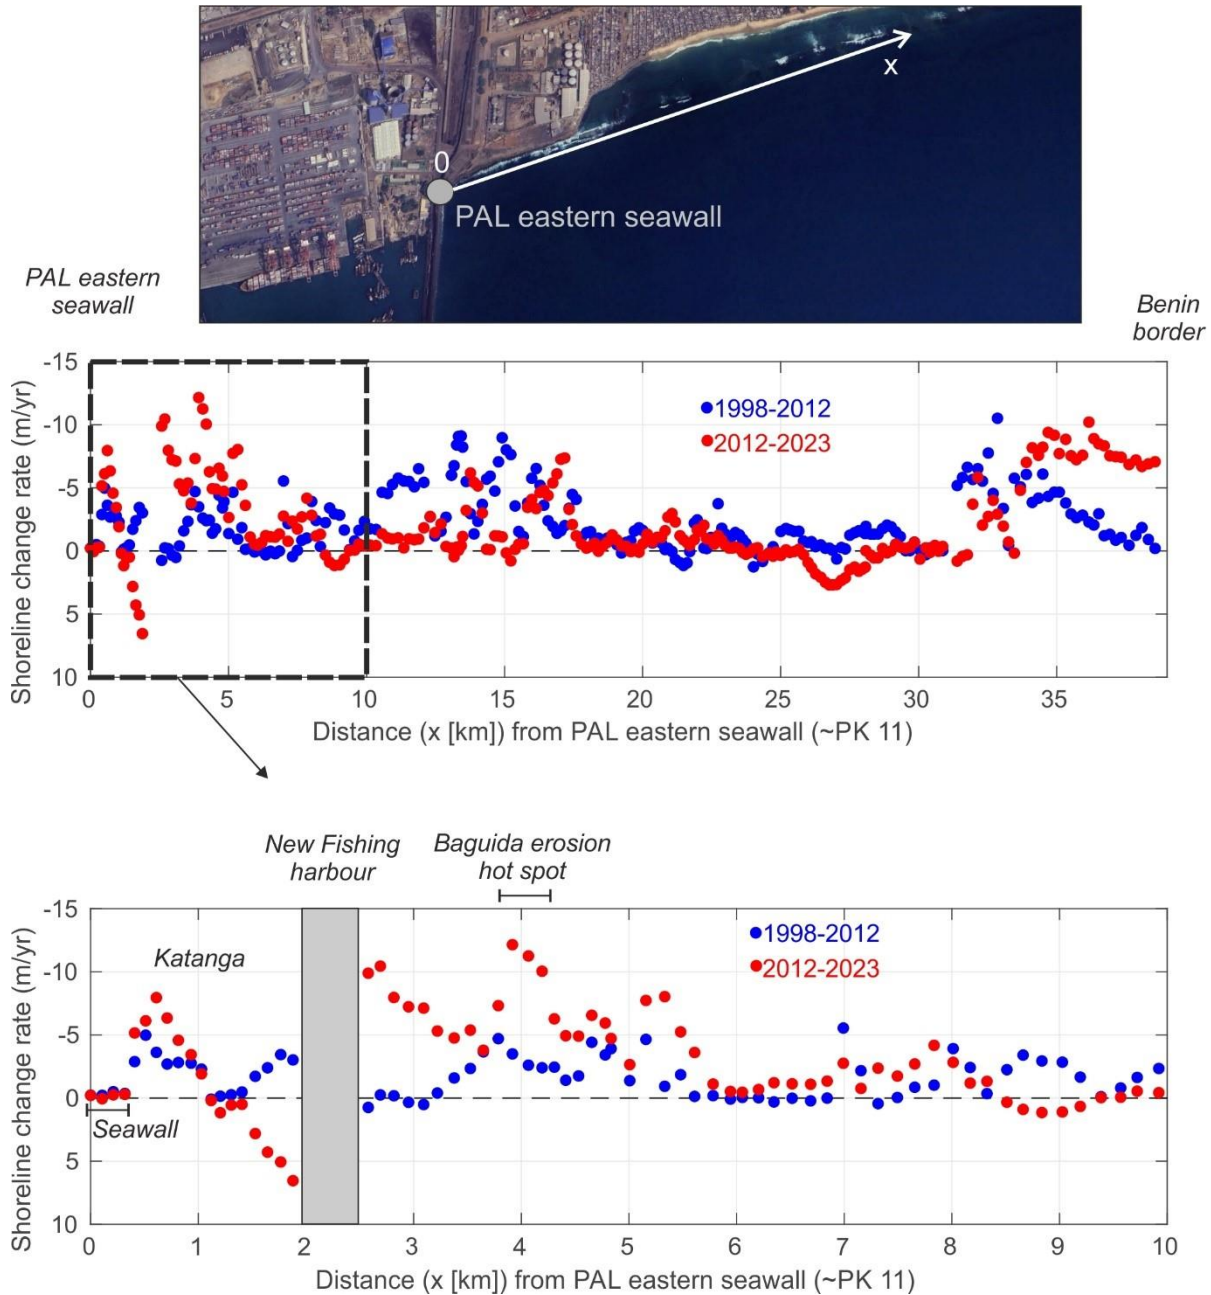 0
x
PAL eastern seawall
PAL eastern
seawall
Benin
border
-15
-10
-5
0
5
10
Shoreline change rate (m/yr)
1998-2012
2012-2023
0 5 10 15 20 25 30 35
Distance (x [km]) from PAL eastern seawall (~PK 11)
New Fishing
harbour
Baguida erosion
hot spot
-15
-10
-5
0
5
10
Shoreline change rate (m/yr)
Katanga
1998-2012
2012-2023
Seawall
0 1 2 3 4 5 6 7 8 9 10
Distance (x [km]) from PAL eastern seawall (~PK 11)